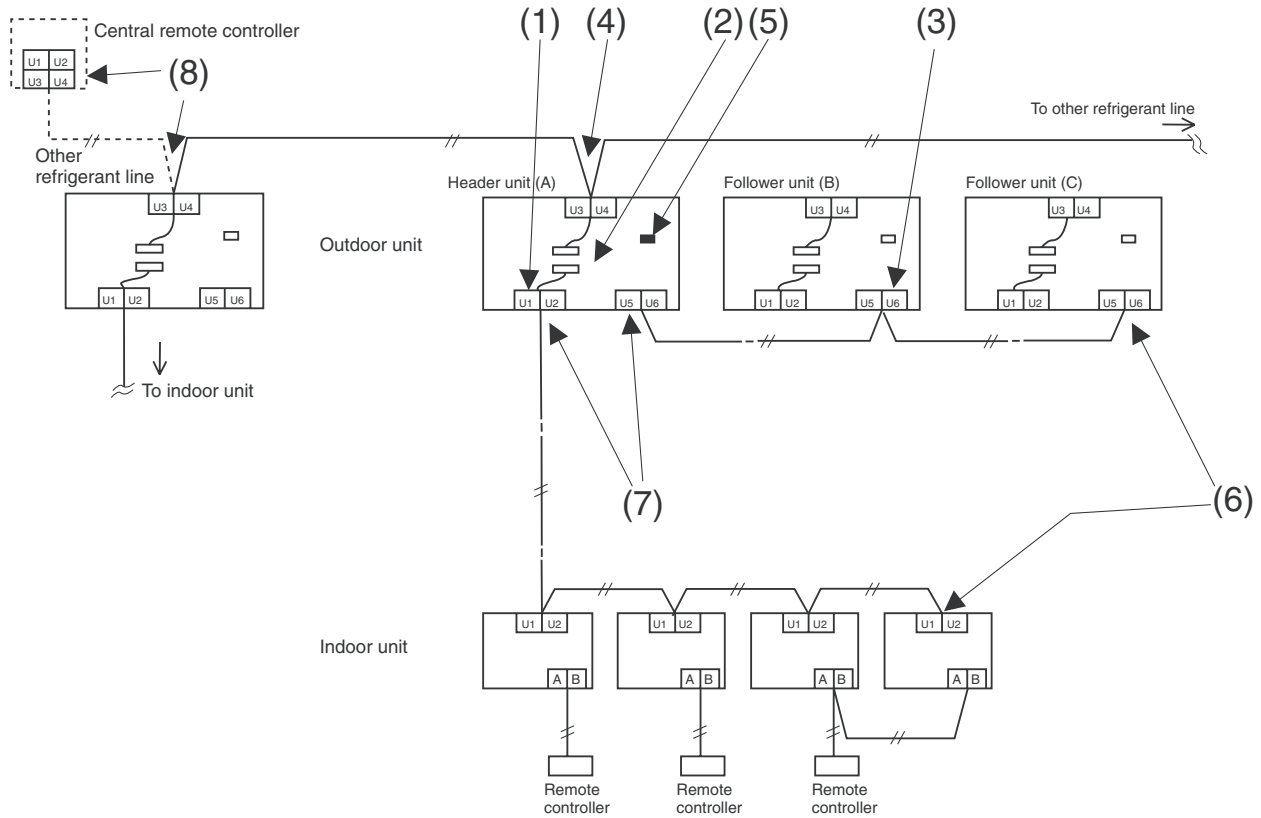 (1) (4) (2) (5) (3)
Central remote controller
U1 U2
U3 U4
(8)
To other refrigerant line
Other
refrigerant line
Header unit (A)
Follower unit (B)
Follower unit (C)
U3 U4
U3 U4
U3 U4
U3 U4
Outdoor unit
U1 U2
U5 U6
U1 U2
U5 U6
U1 U2
U5 U6
U1 U2
U5 U6
To indoor unit
(7)
(6)
U1 U2
U1 U2
U1 U2
U1 U2
Indoor unit
A B
A B
A B
A B
Remote
controller
Remote
controller
Remote
controller